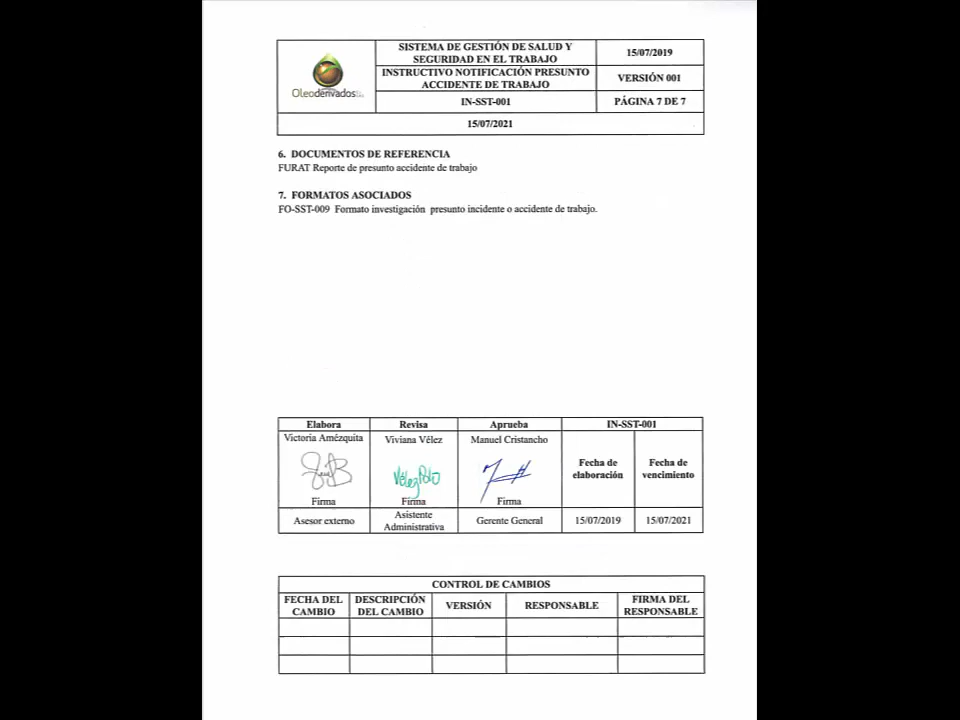 SISTEMA DE GESTIÓN DE SALUD Y
SEGURIDAD EN EL TRABAJO
15/07/2019
Oleoderivados
INSTRUCTIVO NOTIFICACIÓN PRESUNTO
ACCIDENTE DE TRABAJO
VERSIÓN 001
IN-SST-001
PÁGINA 7 DE 7
15/07/2021
6. DOCUMENTOS DE REFERENCIA
FURAT Reporte de presunto accidente de trabajo
7. FORMATOS ASOCIADOS
FO-SST-009 Formato investigación presunto incidente o accidente de trabajo.
Elabora Revisa Aprueba IN-SST-001
Victoria Amézquita Viviana Vélez Manuel Cristancho
Fecha de
elaboración
Fecha de
vencimiento
Firma Firma Firma
Asesor externo
Asistente
Administrativa
Gerente General
15/07/2019 15/07/2021
CONTROL DE CAMBIOS
FECHA DEL
CAMBIO
DESCRIPCIÓN
DEL CAMBIO
VERSIÓN
RESPONSABLE
FIRMA DEL
RESPONSABLE